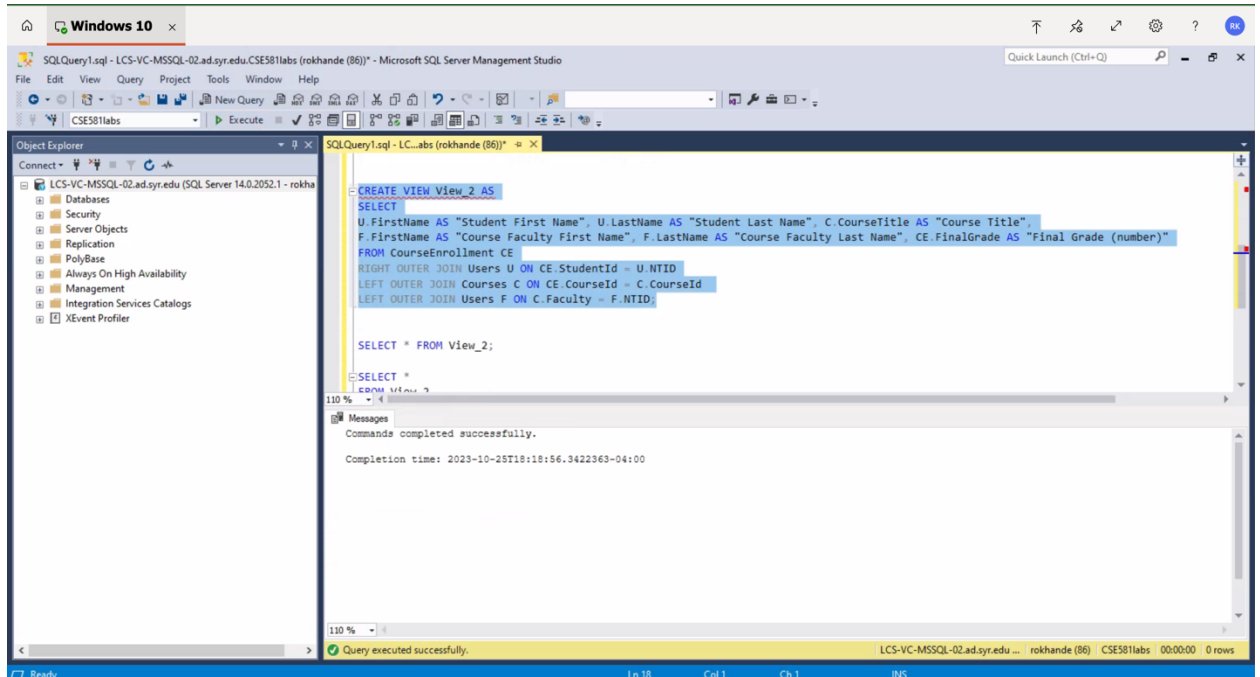 Windows 10 ×
? RK
SQLQuery1.sql - LCS-VC-MSSQL-02.ad.syr.edu.CSE581labs (rokhande (86))* - Microsoft SQL Server Management Studio
Quick Launch (Ctrl+Q)
File Edit View Query Project Tools Window Help
New Query
CSE581labs Execute
Object Explorer
SQLQuery1.sql - LC...abs (rokhande (86))*
Connect
LCS-VC-MSSQL-02.ad.syr.edu (SQL Server 14.0.2052.1 - rokha
Databases
Security
Server Objects
Replication
PolyBase
Always On High Availability
Management
Integration Services Catalogs
XEvent Profiler
CREATE VIEW View_2 AS
SELECT
U.FirstName AS "Student First Name", U.LastName AS "Student Last Name", C.CourseTitle AS "Course Title",
F.FirstName AS "Course Faculty First Name", F.LastName AS "Course Faculty Last Name", CE.FinalGrade AS "Final Grade (number)"
FROM CourseEnrollment CE
RIGHT OUTER JOIN Users U ON CE.StudentId = U.NTID
LEFT OUTER JOIN Courses C ON CE.CourseId = C.CourseId
LEFT OUTER JOIN Users F ON C.Faculty = F.NTID;
SELECT * FROM View_2;
SELECT *
FROM View_2
110 %
Messages
Commands completed successfully.
Completion time: 2023-10-25T18:18:56.3422363-04:00
110 %
Query executed successfully. LCS-VC-MSSQL-02.ad.syr.edu ... rokhande (86) CSE581labs 00:00:00 0 rows
Ready Ln 18 Col 1 Ch 1 INS